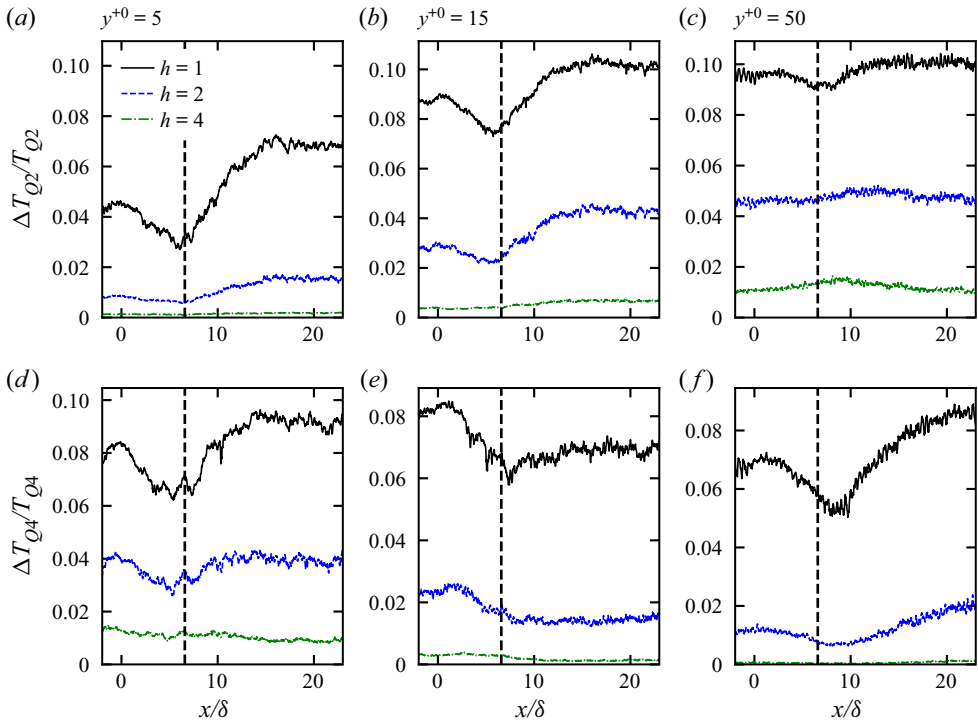 (a) y⁺⁰ = 5 (b) y⁺⁰ = 15 (c) y⁺⁰ = 50
0.10 0.10 0.10
h = 1
h = 2
h = 4
0.08 0.08 0.08
ΔT_Q2/T_Q2
0.06 0.06 0.06
0.04 0.04 0.04
0.02 0.02 0.02
0 0 0
0 10 20 0 10 20 0 10 20
(d) (e) (f)
0.10
0.08 0.08 0.08
ΔT_Q4/T_Q4
0.06 0.06 0.06
0.04 0.04 0.04
0.02 0.02 0.02
0 0 0
0 10 20 0 10 20 0 10 20
x/δ x/δ x/δ